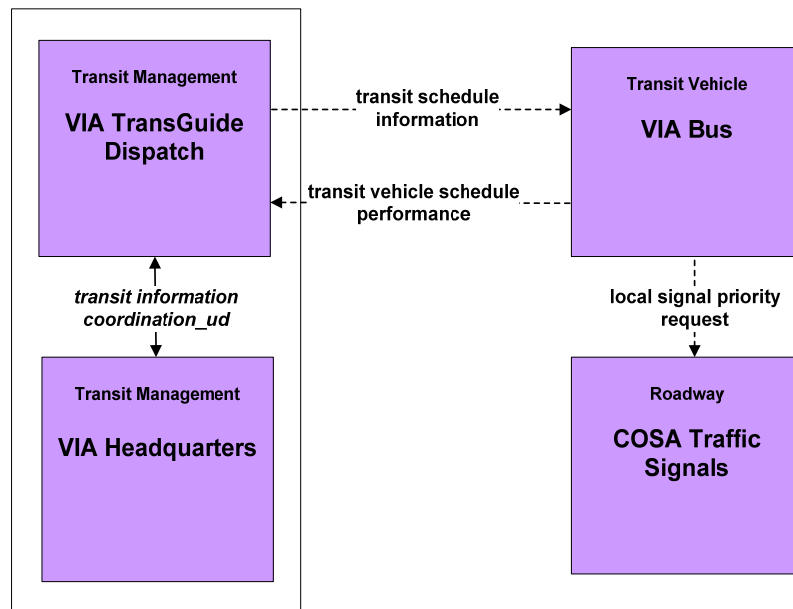 Transit Management
VIA TransGuide
Dispatch
transit schedule
information
Transit Vehicle
VIA Bus
transit vehicle schedule
performance
transit information
coordination_ud
local signal priority
request
Transit Management
VIA Headquarters
Roadway
COSA Traffic
Signals